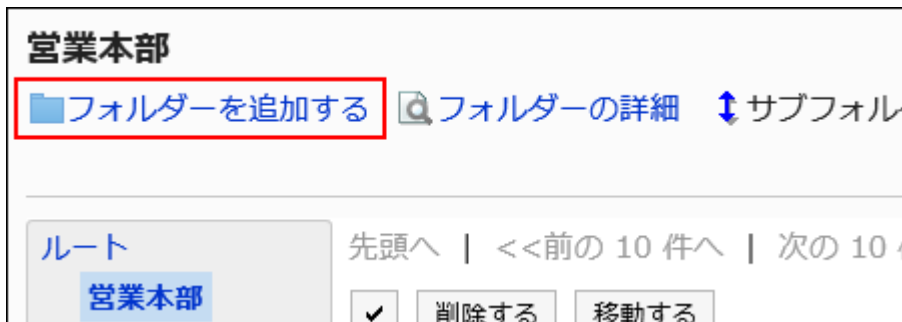 営業本部
フォルダーを追加する フォルダーの詳細 サブフォル
ルート
営業本部
先頭へ | <<前の 10 件へ | 次の 10
削除する 移動する